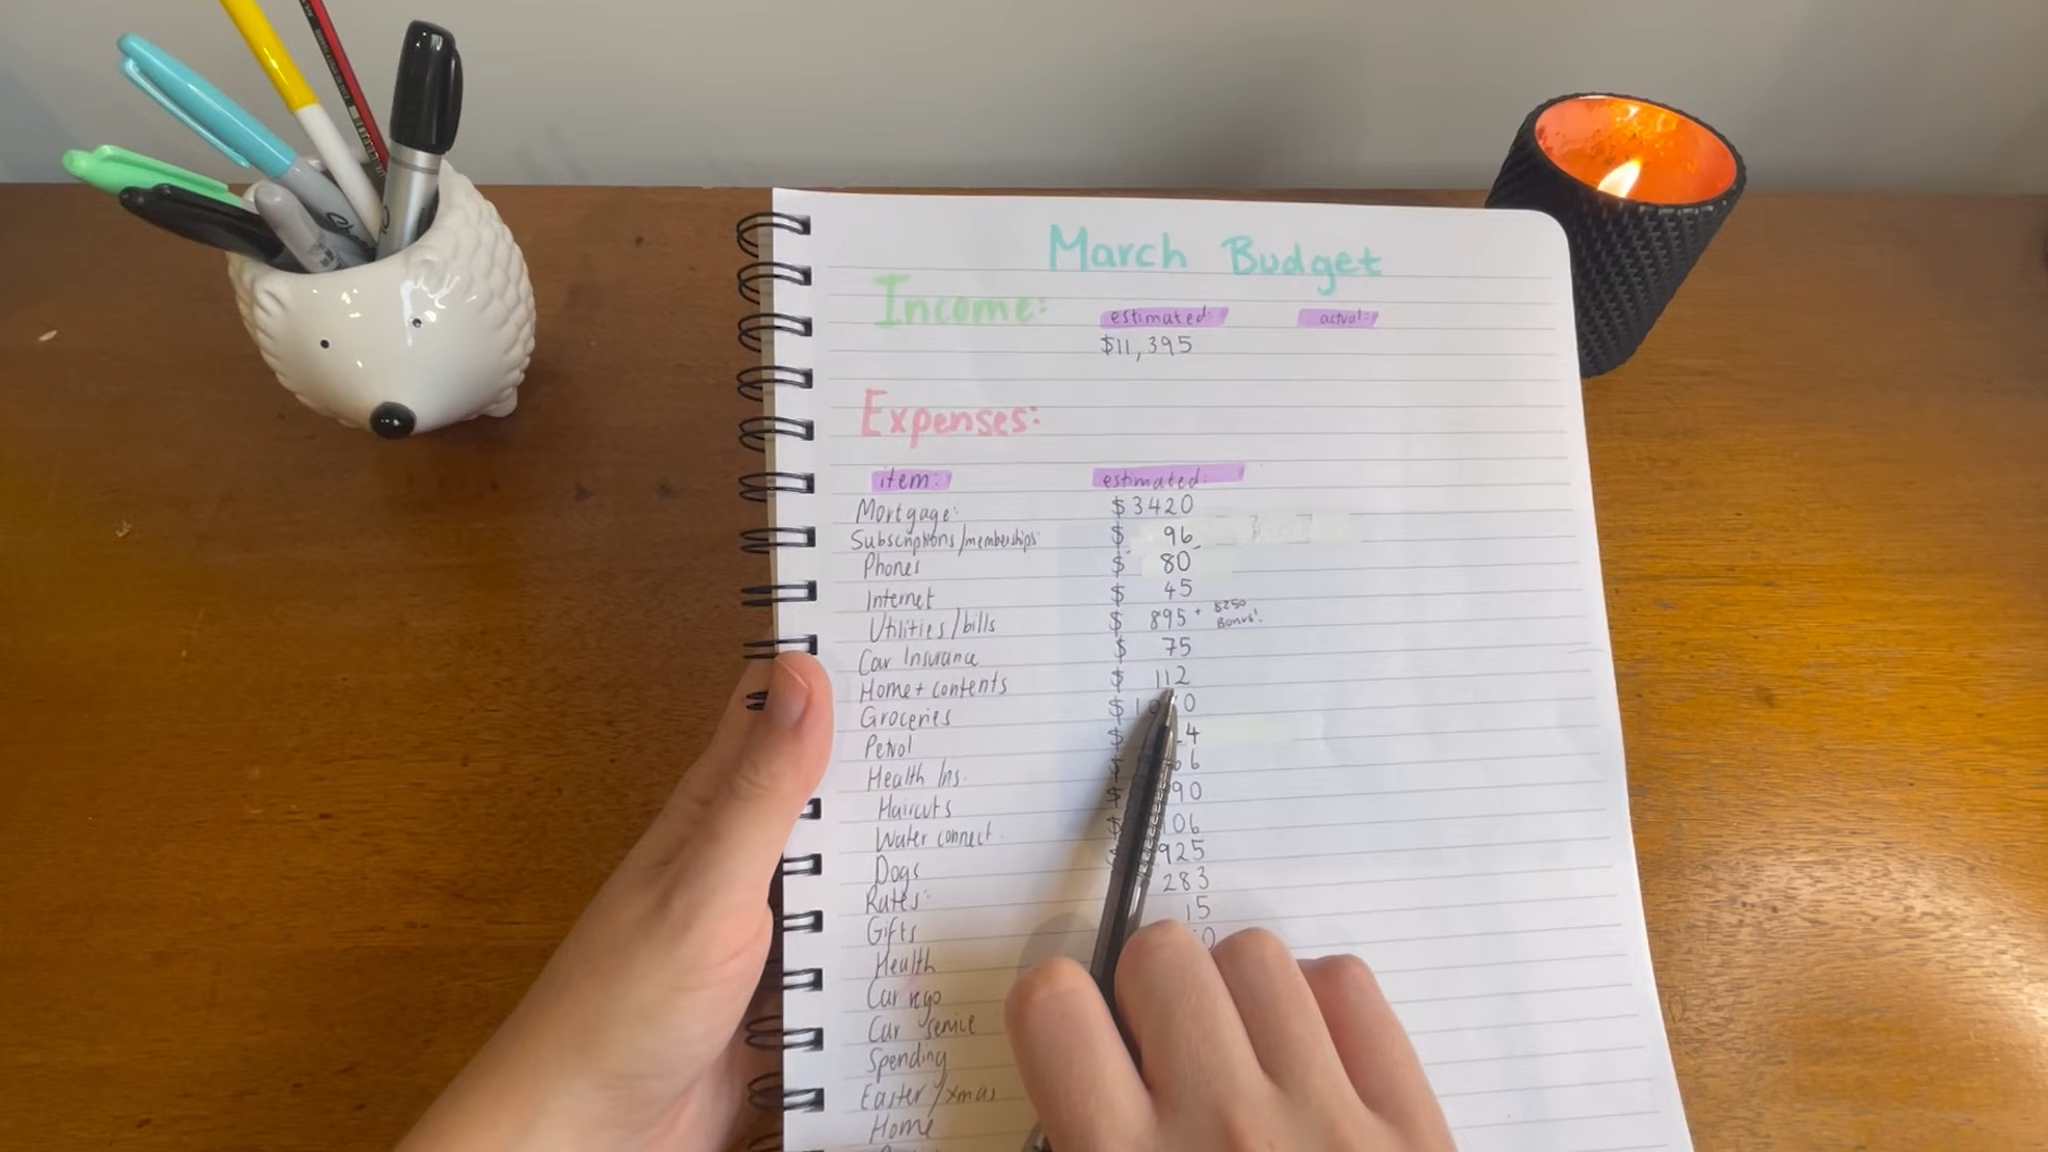 March Budget
Income: estimated: actual:
$11,395
Expenses:
item: estimated:
Mortgage: $3420
Subscriptions/memberships $ 96
Phones $ 80
Internet $ 45
Utilities/bills $ 895 + $250 Bonus!
Car Insurance $ 75
Home + contents $ 112
Groceries $
Petrol $
Health Ins.
Haircuts
Water connect.
Dogs 925
Rates: 283
Gifts 15
Health
Car rego
Car service
Spending
Easter/xmas
Home